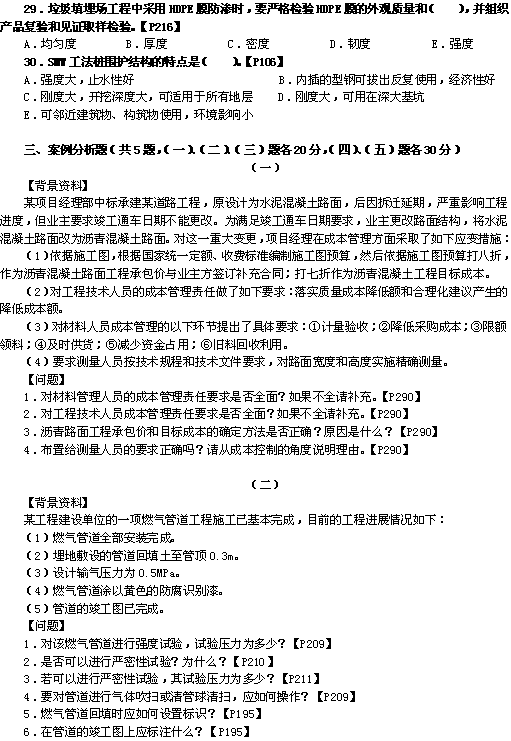 29．垃圾填埋场工程中采用HDPE膜防渗时，要严格检验HDPE膜的外观质量和（　　），并组织
产品复验和见证取样检验。【P216】
A．均匀度　B．厚度　C．密度　D．韧度　E．强度
30．SMW工法桩围护结构的特点是（　　）。【P106】
A．强度大，止水性好　B．内插的型钢可拔出反复使用，经济性好
C．刚度大，开挖深度大，可适用于所有地层　D．刚度大，可用在深大基坑
E．可邻近建筑物、构筑物使用，环境影响小
三、案例分析题（共5题，（一）、（二）、（三）题各20分，（四）、（五）题各30分）
（一）
【背景资料】
某项目经理部中标承建某道路工程，原设计为水泥混凝土路面，后因拆迁延期，严重影响工程
进度，但业主要求竣工通车日期不能更改。为满足竣工通车日期要求，业主更改路面结构，将水泥
混凝土路面改为沥青混凝土路面。对这一重大变更，项目经理在成本管理方面采取了如下应变措施：
（1）依据施工图，根据国家统一定额、收费标准编制施工图预算，然后依据施工图预算打八折，
作为沥青混凝土路面工程承包价与业主方签订补充合同；打七折作为沥青混凝土工程目标成本。
（2）对工程技术人员的成本管理责任做了如下要求：落实质量成本降低额和合理化建议产生的
降低成本额。
（3）对材料人员成本管理的以下环节提出了具体要求：①计量验收；②降低采购成本；③限额
领料；④及时供货；⑤减少资金占用；⑥旧料回收利用。
（4）要求测量人员按技术规程和技术文件要求，对路面宽度和高度实施精确测量。
【问题】
1．对材料管理人员的成本管理责任要求是否全面？如果不全请补充。【P290】
2．对工程技术人员成本管理责任要求是否全面？如果不全请补充。【P290】
3．沥青路面工程承包价和目标成本的确定方法是否正确？原因是什么？【P290】
4．布置给测量人员的要求正确吗？请从成本控制的角度说明理由。【P290】
（二）
【背景资料】
某工程建设单位的一项燃气管道工程施工已基本完成，目前的工程进展情况如下：
（1）燃气管道全部安装完成。
（2）埋地敷设的管道回填土至管顶0.3m。
（3）设计输气压力为0.5MPa。
（4）燃气管道涂以黄色的防腐识别漆。
（5）管道的竣工图已完成。
【问题】
1．对该燃气管道进行强度试验，试验压力为多少？【P209】
2．是否可以进行严密性试验？为什么？【P210】
3．若可以进行严密性试验，其试验压力为多少？【P211】
4．要对管道进行气体吹扫或清管球清扫，应如何操作？【P209】
5．燃气管道回填时应如何设置标识？【P195】
6．在管道的竣工图上应标注什么？【P195】